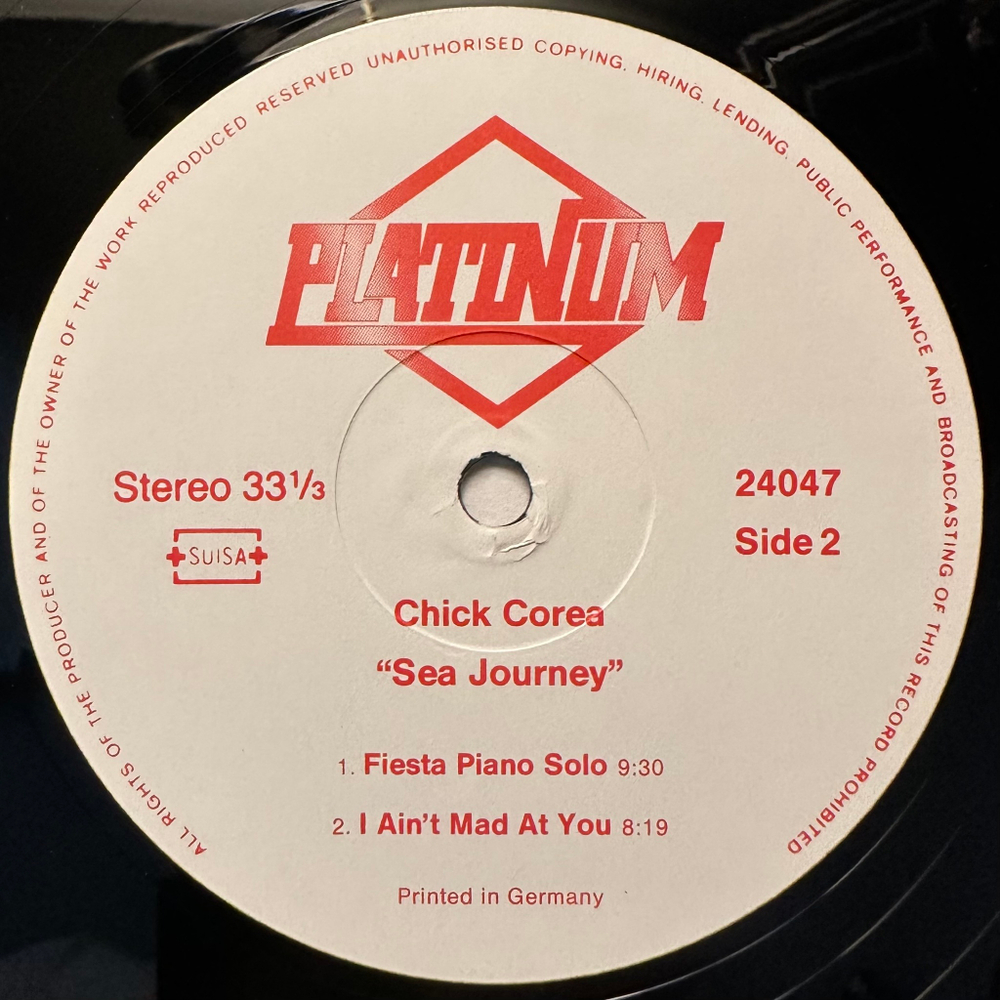 ALL RIGHTS OF THE PRODUCER AND OF THE OWNER OF THE WORK REPRODUCED RESERVED UNAUTHORISED COPYING, HIRING, LENDING, PUBLIC PERFORMANCE AND BROADCASTING OF THIS RECORD PROHIBITED
PLATINUM
Stereo 33⅓
24047
SUISA
Side 2
Chick Corea
“Sea Journey”
1. Fiesta Piano Solo 9:30
2. I Ain’t Mad At You 8:19
Printed in Germany